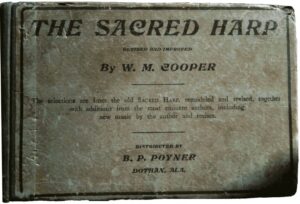 THE SACRED HARP
REVISED AND IMPROVED
By W. M. COOPER
The selections are from the old SACRED HARP, remodeled and revised, together
with additions from the most eminent authors, including
new music by the author and reviser.
DISTRIBUTED BY
B. P. POYNER
DOTHAN, ALA.